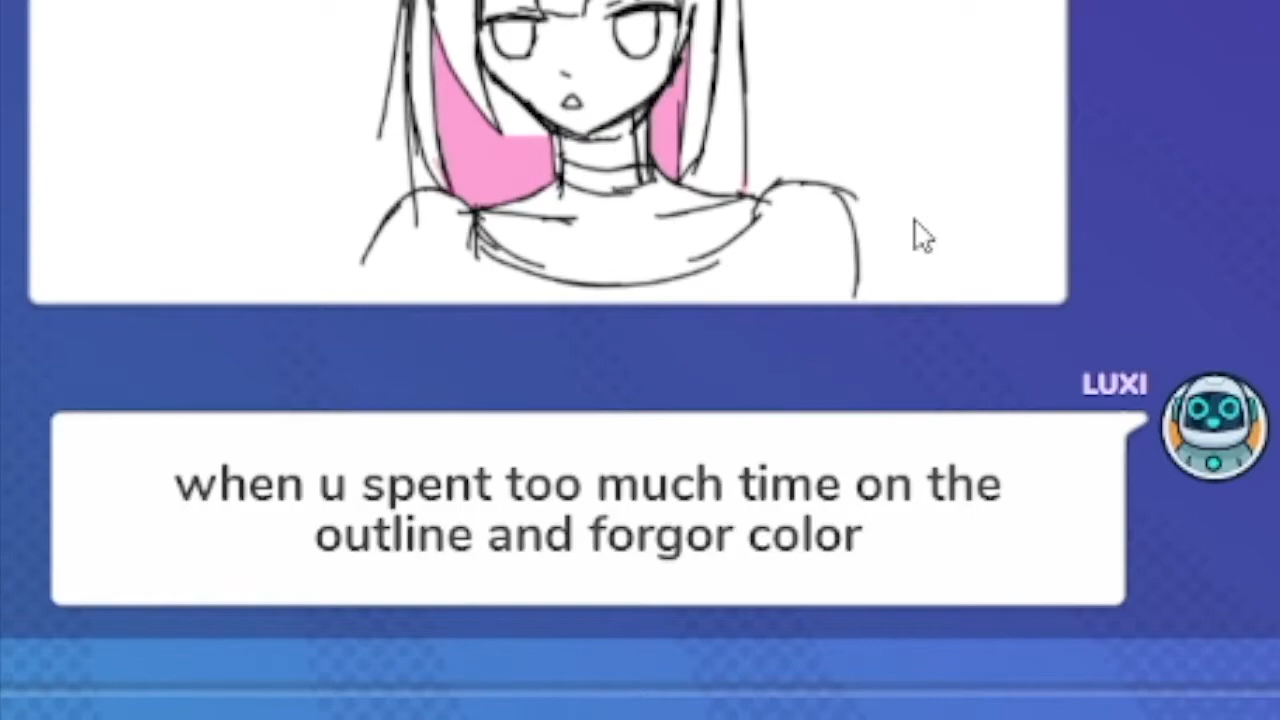 LUXI
when u spent too much time on the
outline and forgor color